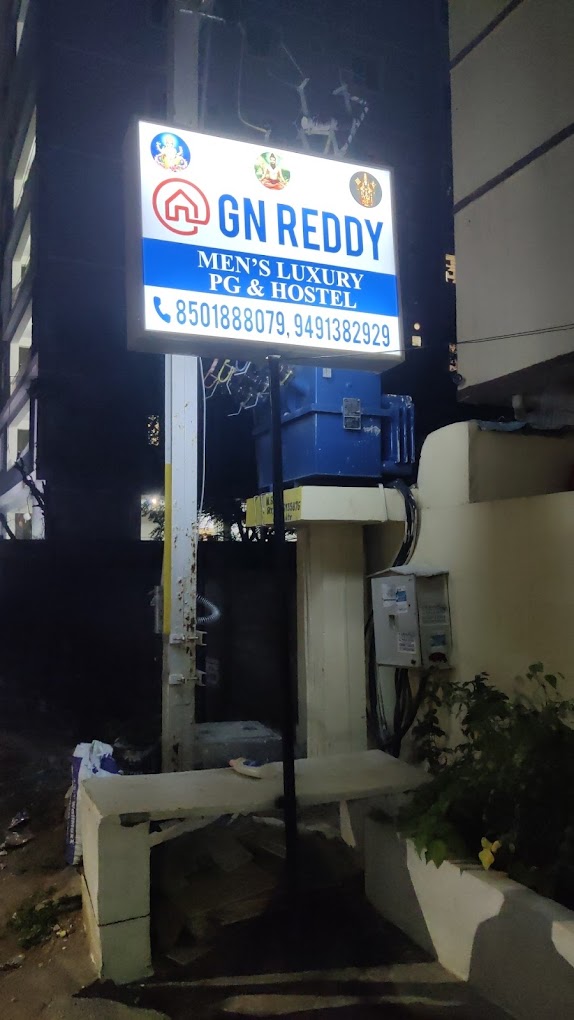 GN REDDY
MEN'S LUXURY
PG & HOSTEL
8501888079, 9491382929